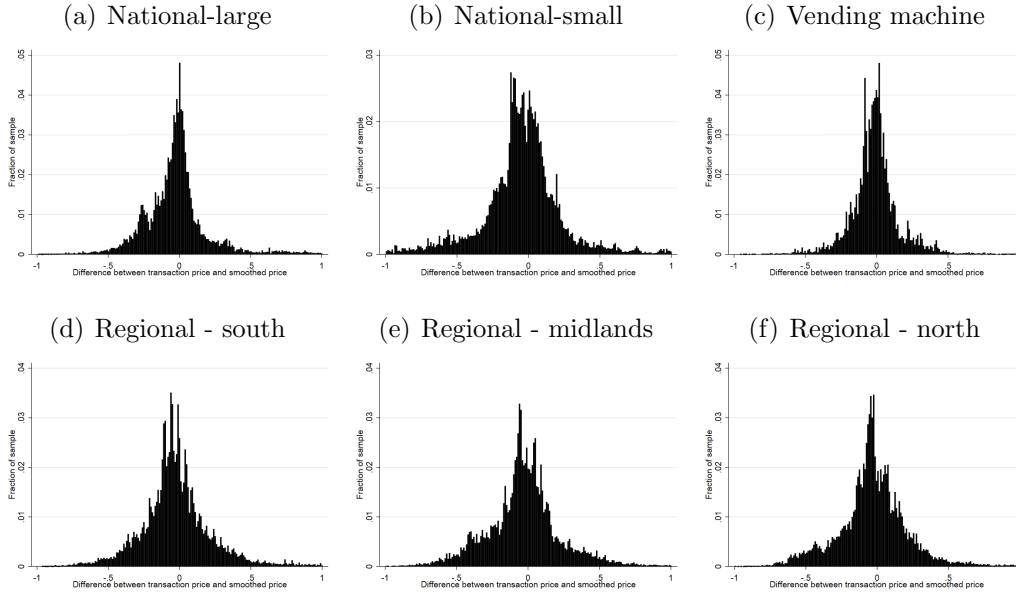 (a) National-large (b) National-small (c) Vending machine
Fraction of sample
0 .01 .02 .03 .04 .05
-1 -.5 0 .5 1
Difference between transaction price and smoothed price
Fraction of sample
0 .01 .02 .03
-1 -.5 0 .5 1
Difference between transaction price and smoothed price
Fraction of sample
0 .01 .02 .03 .04 .05
-1 -.5 0 .5
Difference between transaction price and smoothed price
(d) Regional - south (e) Regional - midlands (f) Regional - north
Fraction of sample
0 .01 .02 .03 .04
-1 -.5 0 .5 1
Difference between transaction price and smoothed price
Fraction of sample
0 .01 .02 .03 .04
-1 -.5 0 .5 1
Difference between transaction price and smoothed price
Fraction of sample
0 .01 .02 .03 .04
-1 -.5 0 .5
Difference between transaction price and smoothed price